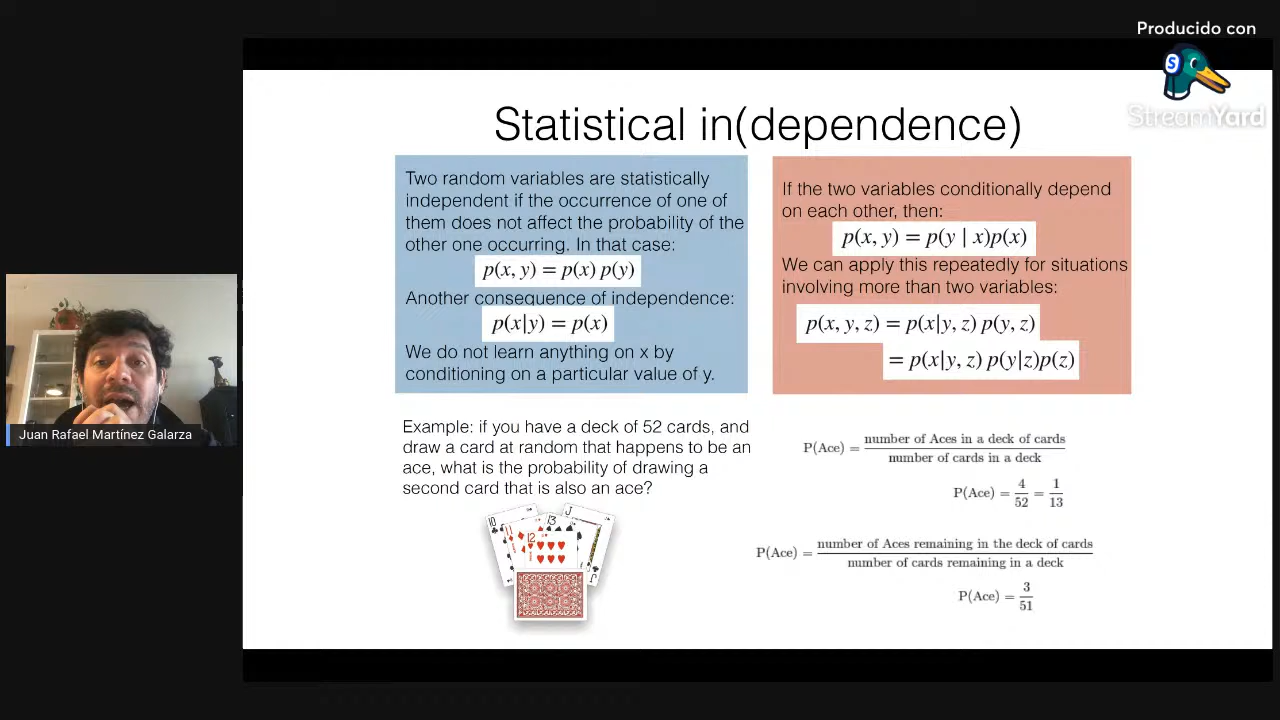 Producido con
StreamYard
Statistical in(dependence)
Two random variables are statistically
independent if the occurrence of one of
them does not affect the probability of the
other one occurring. In that case:
p(x, y) = p(x) p(y)
Another consequence of independence:
p(x|y) = p(x)
We do not learn anything on x by
conditioning on a particular value of y.
If the two variables conditionally depend
on each other, then:
p(x, y) = p(y | x)p(x)
We can apply this repeatedly for situations
involving more than two variables:
p(x, y, z) = p(x|y, z) p(y, z)
= p(x|y, z) p(y|z)p(z)
Example: if you have a deck of 52 cards, and
draw a card at random that happens to be an
ace, what is the probability of drawing a
second card that is also an ace?
10
11
12
13
J
J
P(Ace) = number of Aces in a deck of cards
number of cards in a deck
P(Ace) = 4/52 = 1/13
P(Ace) = number of Aces remaining in the deck of cards
number of cards remaining in a deck
P(Ace) = 3/51
Juan Rafael Martínez Galarza